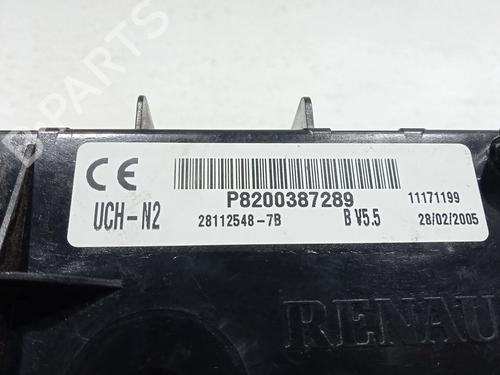 B PARTS
CE
P8200387289
11171199
UCH-N2
28112548-7B
B V5.5
28/02/2005
RENAU